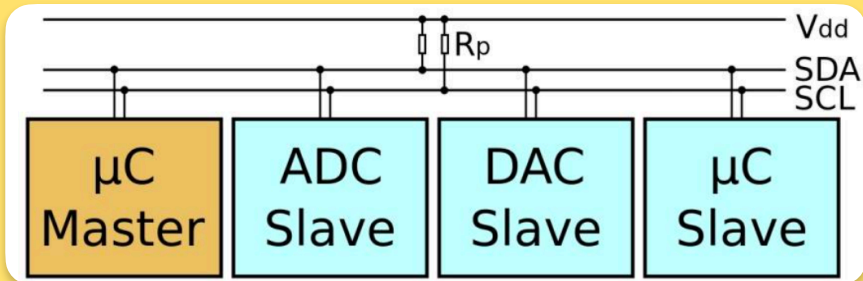 Vdd
Rp
SDA
SCL
µC
Master
ADC
Slave
DAC
Slave
µC
Slave